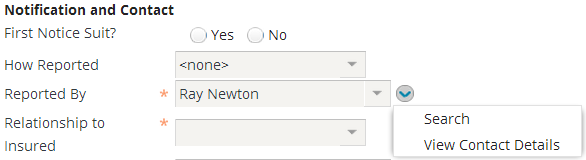 Notification and Contact
First Notice Suit? Yes No
How Reported <none>
Reported By * Ray Newton
Search
Relationship to *
View Contact Details
Insured